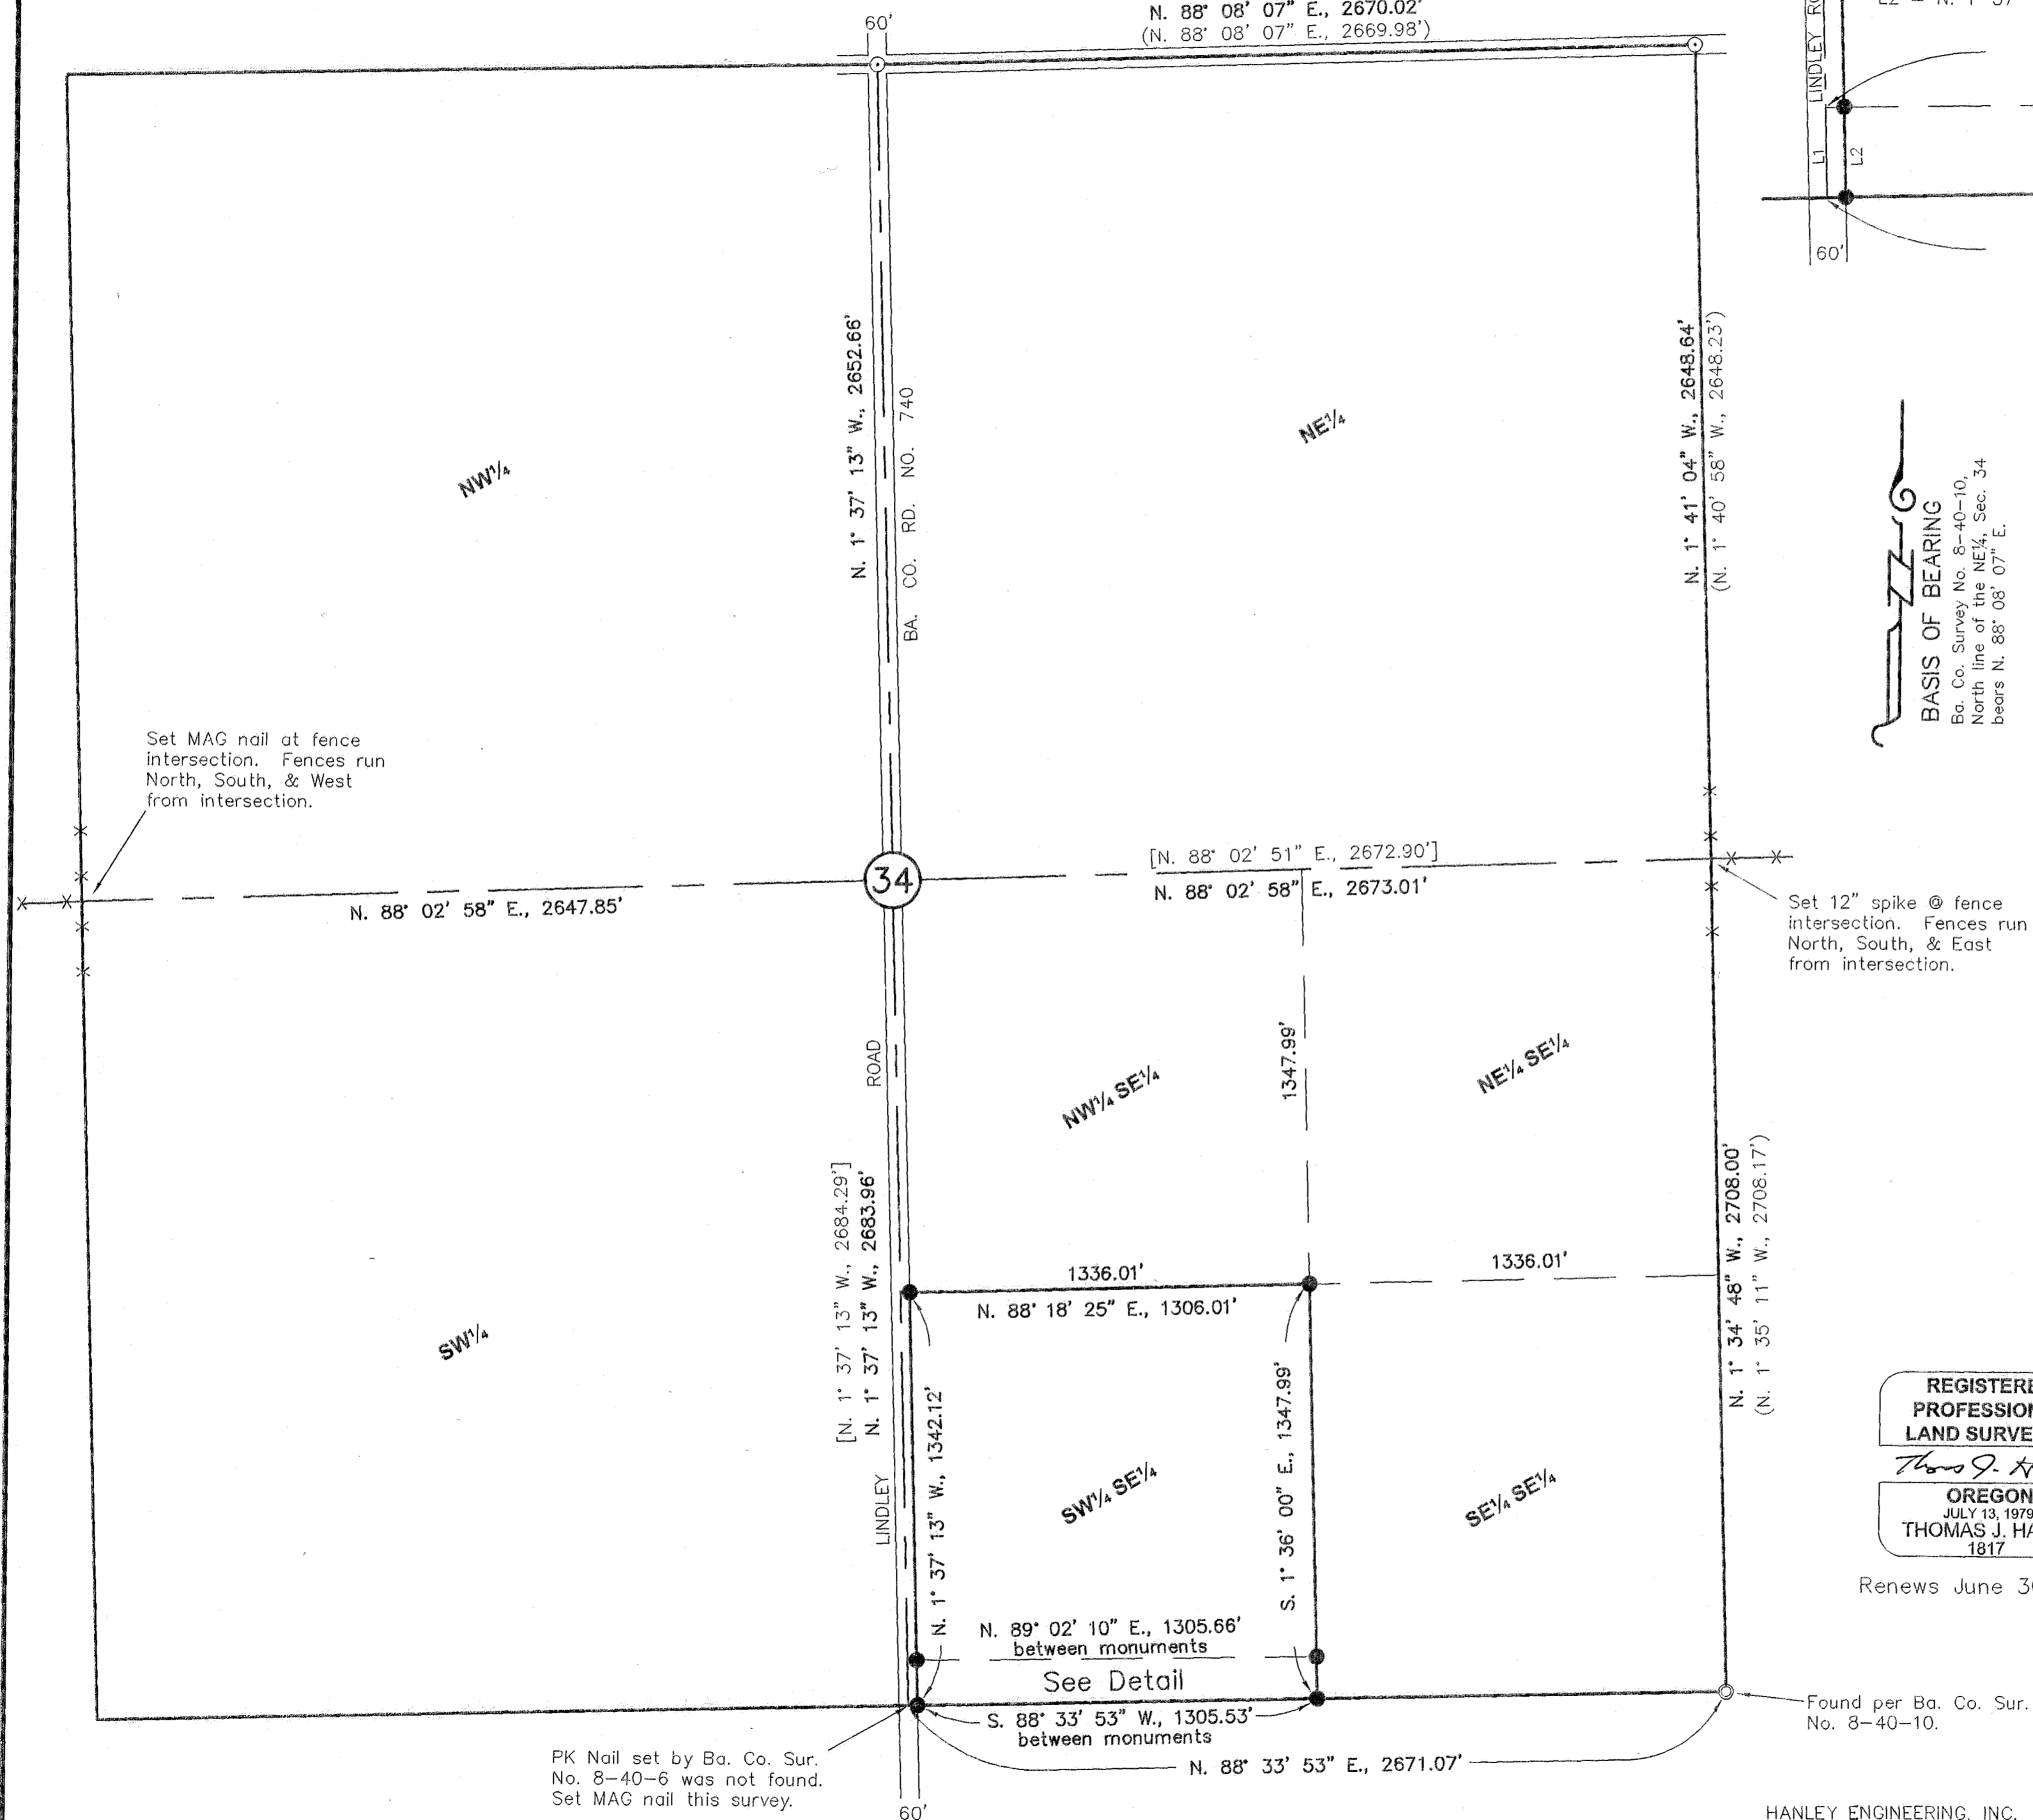 60'
N. 88° 08' 07" E., 2670.02'
(N. 88° 08' 07" E., 2669.98')
LINDLEY
L1
L2
60'
N. 1° 37' 13" W., 2652.66'
BA. CO. RD. NO. 740
NW¼
NE¼
N. 1° 41' 04" W., 2648.64'
(N. 1° 40' 58" W., 2648.23')
N
BASIS OF BEARING
Ba. Co. Survey No. 8-40-10,
North line of the NE¼, Sec. 34
bears N. 88° 08' 07" E.
Set MAG nail at fence
intersection. Fences run
North, South, & West
from intersection.
[N. 88° 02' 51" E., 2672.90']
34
N. 88° 02' 58" E., 2647.85'
N. 88° 02' 58" E., 2673.01'
Set 12" spike @ fence
intersection. Fences run
North, South, & East
from intersection.
ROAD
1347.99'
NW¼ SE¼
NE¼ SE¼
[N. 1° 37' 13" W., 2684.29']
N. 1° 37' 13" W., 2683.96'
N. 1° 34' 48" W., 2708.00'
(N. 1° 35' 11" W., 2708.17')
1336.01'
1336.01'
N. 88° 18' 25" E., 1306.01'
SW¼
LINDLEY
N. 1° 37' 13" W., 1342.12'
SW¼ SE¼
S. 1° 36' 00" E., 1347.99'
SE¼ SE¼
REGISTERE
PROFESSION
LAND SURVE
OREGON
JULY 13, 1979
THOMAS J. HA
1817
Renews June 3
N. 89° 02' 10" E., 1305.66'
between monuments
See Detail
S. 88° 33' 53" W., 1305.53'
between monuments
N. 88° 33' 53" E., 2671.07'
Found per Ba. Co. Sur.
No. 8-40-10.
PK Nail set by Ba. Co. Sur.
No. 8-40-6 was not found.
Set MAG nail this survey.
60'
HANLEY ENGINEERING, INC.